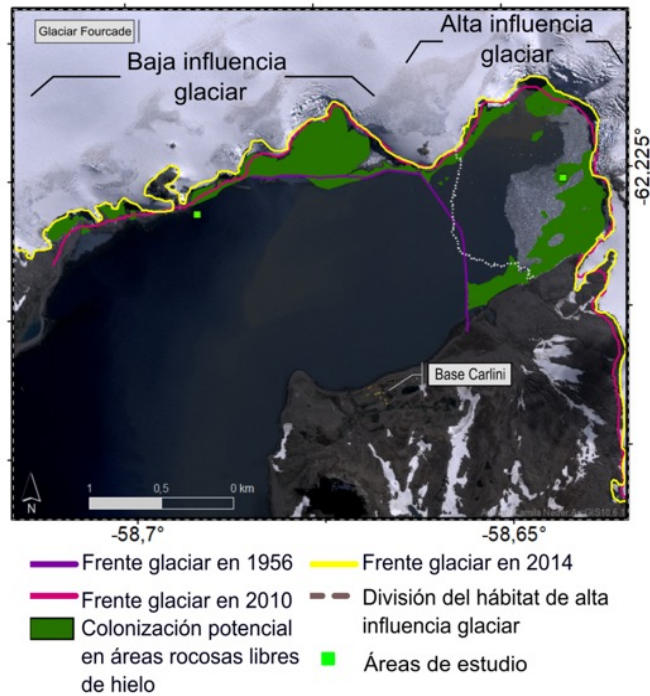 Glaciar Fourcade
Baja influencia
glaciar
Alta influencia
glaciar
-62.225°
Base Carlini
1 0,5 0 km
N
-58,7°
-58,65°
Frente glaciar en 1956
Frente glaciar en 2014
Frente glaciar en 2010
División del hábitat de alta
influencia glaciar
Colonización potencial
en áreas rocosas libres
de hielo
Áreas de estudio